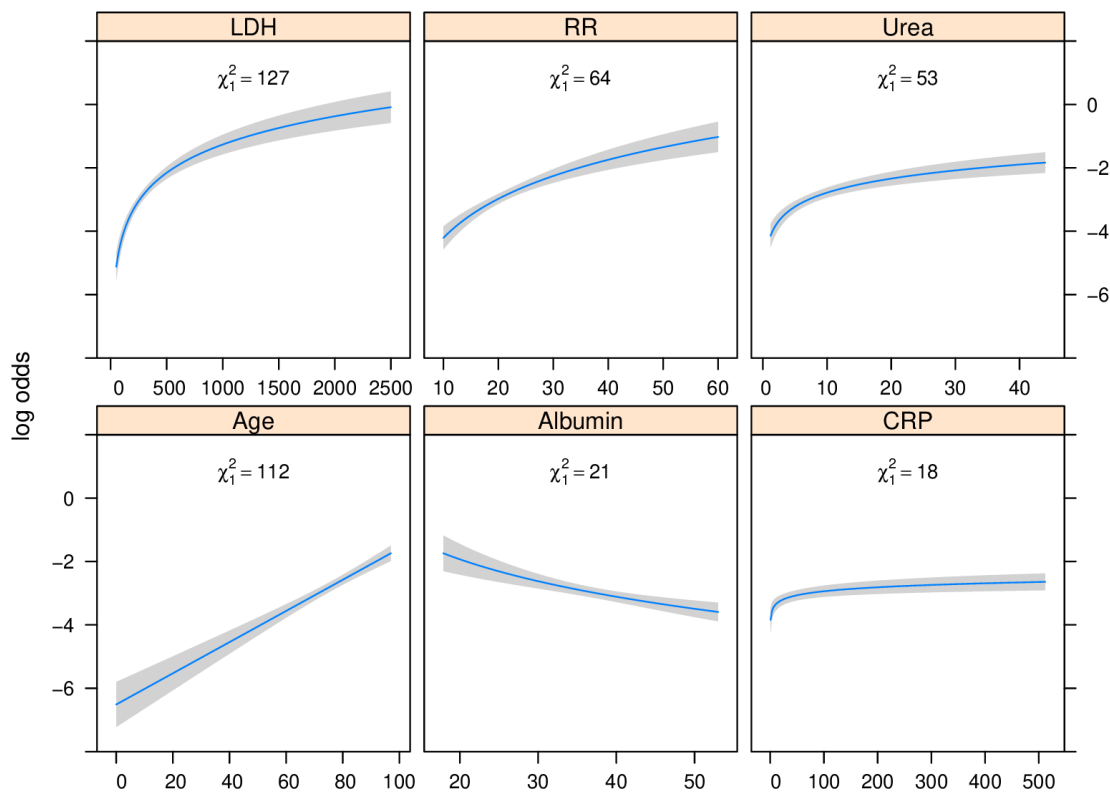 LDH RR Urea
χ²₁ = 127 χ²₁ = 64 χ²₁ = 53
0
−2
−4
−6
0 500 1000 1500 2000 2500 10 20 30 40 50 60 0 10 20 30 40
log odds
Age Albumin CRP
χ²₁ = 112 χ²₁ = 21 χ²₁ = 18
0
−2
−4
−6
0 20 40 60 80 100 20 30 40 50 0 100 200 300 400 500